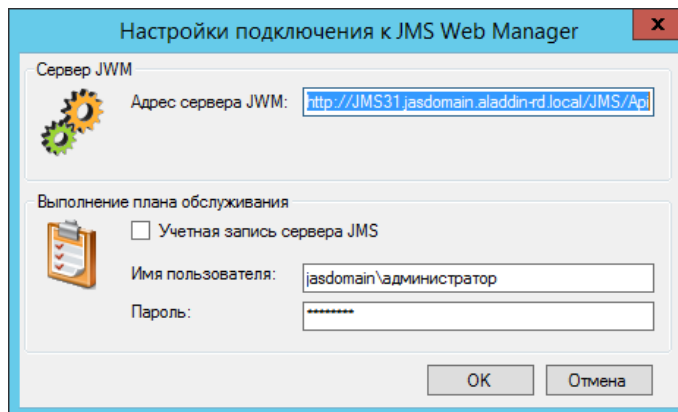 Настройки подключения к JMS Web Manager
x
Сервер JWM
Адрес сервера JWM: http://JMS31.jasdomain.aladdin-rd.local/JMS/Api
Выполнение плана обслуживания
Учетная запись сервера JMS
Имя пользователя: jasdomain\администратор
Пароль: ********
OK Отмена